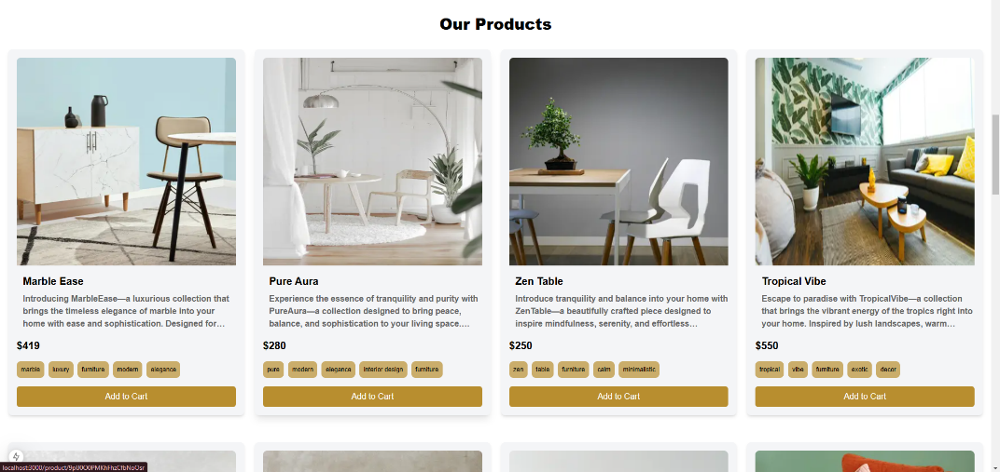 Our Products
Marble Ease
Introducing MarbleEase—a luxurious collection that
brings the timeless elegance of marble into your
home with ease and sophistication. Designed for…
$419
marble luxury furniture modern elegance
Add to Cart
Pure Aura
Experience the essence of tranquility and purity with
PureAura—a collection designed to bring peace,
balance, and sophistication to your living space.…
$280
pure modern elegance interior design furniture
Add to Cart
Zen Table
Introduce tranquility and balance into your home with
ZenTable—a beautifully crafted piece designed to
inspire mindfulness, serenity, and effortless…
$250
zen table furniture calm minimalistic
Add to Cart
Tropical Vibe
Escape to paradise with TropicalVibe—a collection
that brings the vibrant energy of the tropics right into
your home. Inspired by lush landscapes, warm…
$550
tropical vibe furniture exotic decor
Add to Cart